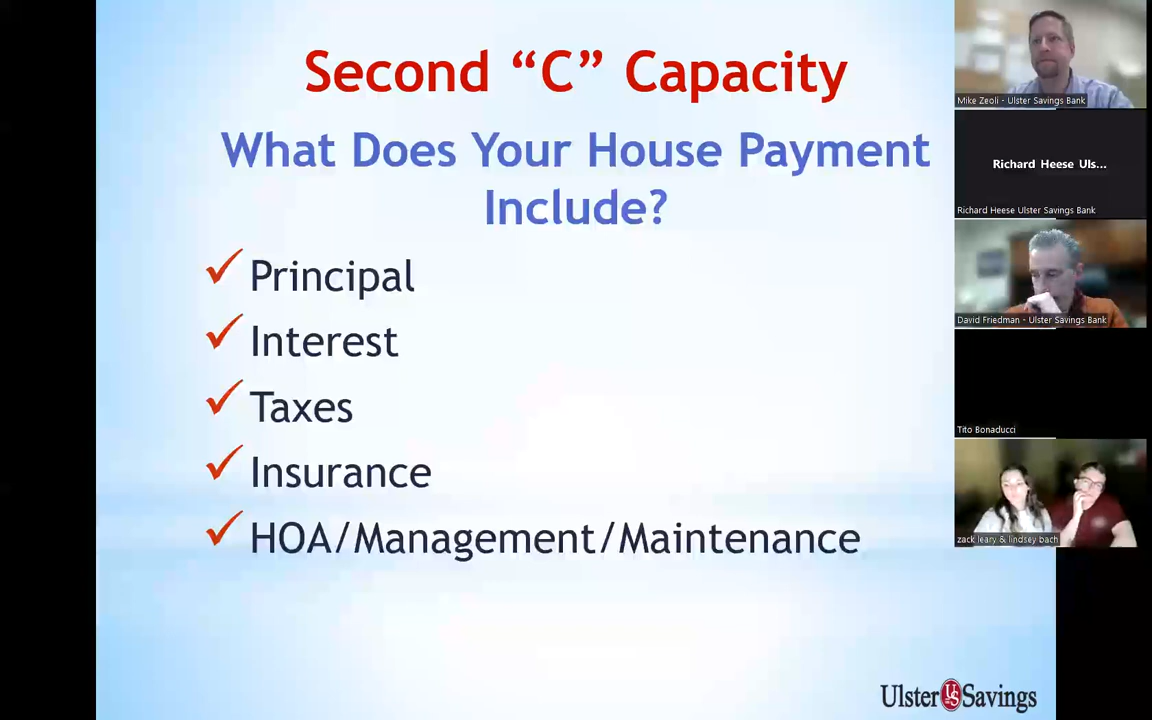 Second “C” Capacity
What Does Your House Payment
Include?
✓ Principal
✓ Interest
✓ Taxes
✓ Insurance
✓ HOA/Management/Maintenance
Ulster US Savings
Mike Zeoli - Ulster Savings Bank
Richard Heese Uls...
Richard Heese Ulster Savings Bank
David Friedman - Ulster Savings Bank
Tito Bonaducci
zack leary & lindsey bach